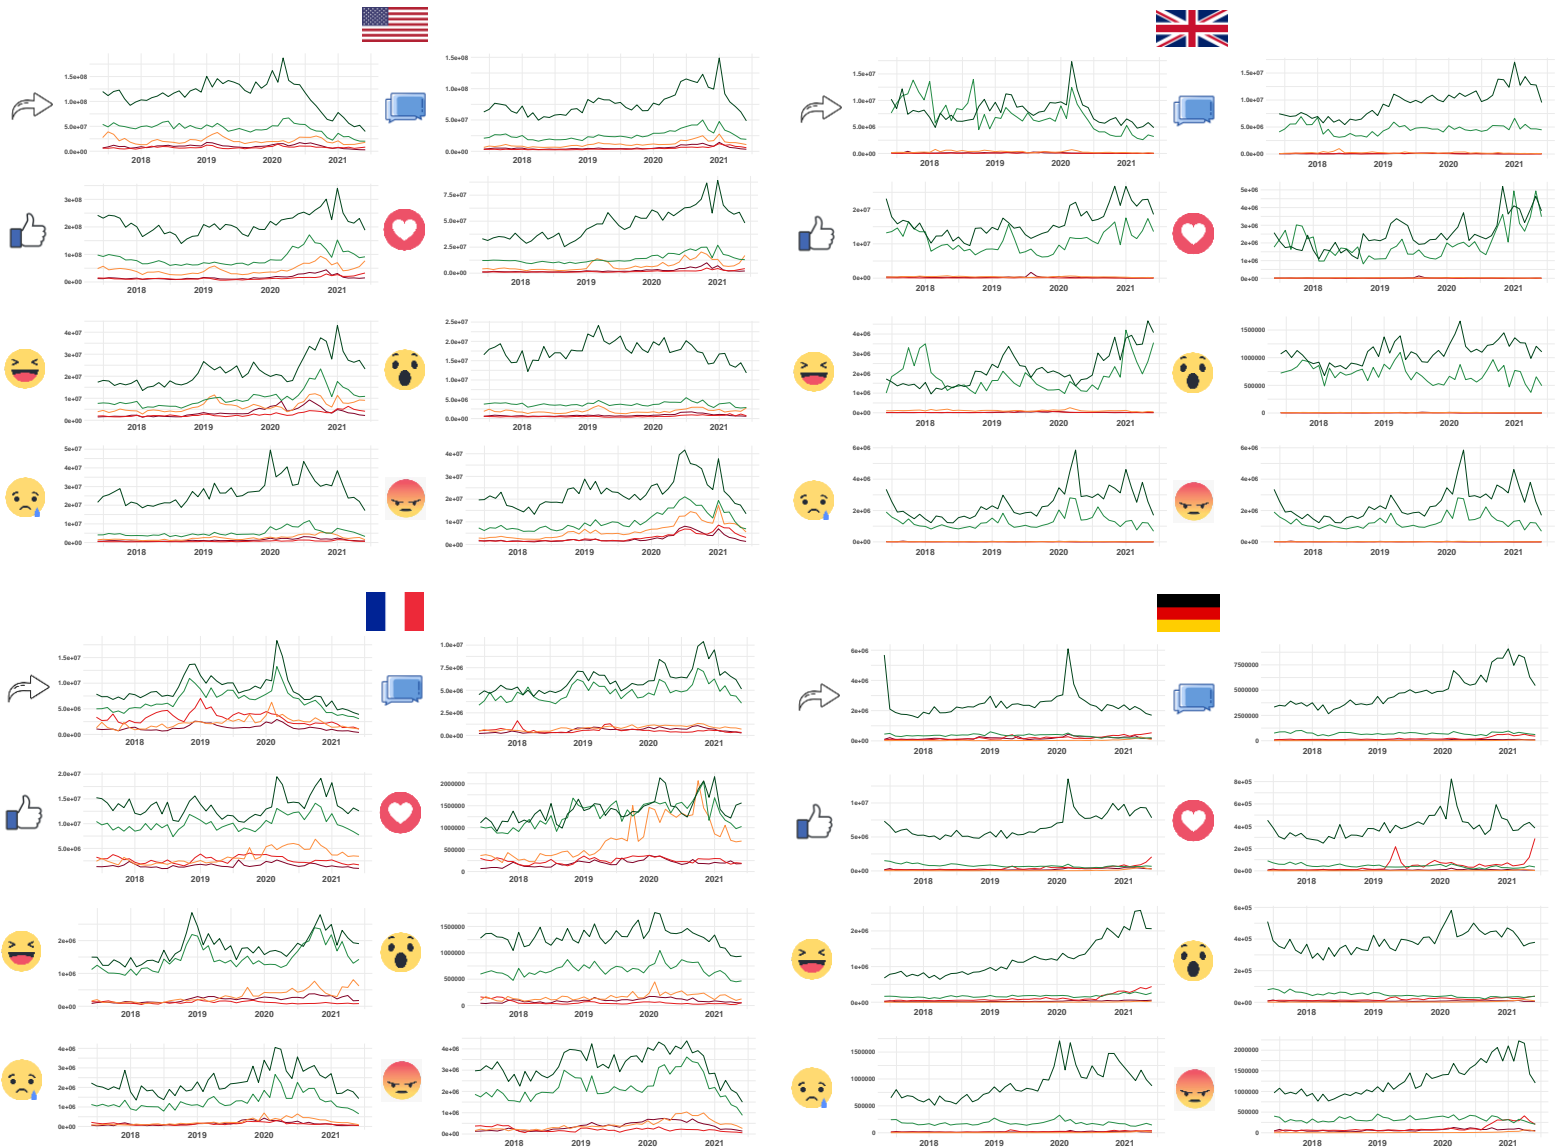 1.5e+08
1.0e+08
5.0e+07
0.0e+00
2018 2019 2020 2021
1.5e+08
1.0e+08
5.0e+07
0.0e+00
2018 2019 2020 2021
1.5e+07
1.0e+07
5.0e+06
0.0e+00
2018 2019 2020 2021
1.5e+07
1.0e+07
5.0e+06
0.0e+00
2018 2019 2020 2021
3e+08
2e+08
1e+08
0e+00
2018 2019 2020 2021
7.5e+07
5.0e+07
2.5e+07
0.0e+00
2018 2019 2020 2021
2e+07
1e+07
0e+00
2018 2019 2020 2021
5e+06
4e+06
3e+06
2e+06
1e+06
0e+00
2018 2019 2020 2021
4e+07
3e+07
2e+07
1e+07
0e+00
2018 2019 2020 2021
2.5e+07
2.0e+07
1.5e+07
1.0e+07
5.0e+06
0.0e+00
2018 2019 2020 2021
4e+06
3e+06
2e+06
1e+06
0e+00
2018 2019 2020 2021
1500000
1000000
500000
0
2018 2019 2020 2021
5e+07
4e+07
3e+07
2e+07
1e+07
0e+00
2018 2019 2020 2021
4e+07
3e+07
2e+07
1e+07
0e+00
2018 2019 2020 2021
6e+06
4e+06
2e+06
0e+00
2018 2019 2020 2021
6e+06
4e+06
2e+06
0e+00
2018 2019 2020 2021
1.5e+07
1.0e+07
5.0e+06
0.0e+00
2018 2019 2020 2021
1.0e+07
7.5e+06
5.0e+06
2.5e+06
0.0e+00
2018 2019 2020 2021
6e+06
4e+06
2e+06
0e+00
2018 2019 2020 2021
7500000
5000000
2500000
0
2018 2019 2020 2021
2.0e+07
1.5e+07
1.0e+07
5.0e+06
2018 2019 2020 2021
2000000
1500000
1000000
500000
0
2018 2019 2020 2021
1e+07
5e+06
0e+00
2018 2019 2020 2021
8e+05
6e+05
4e+05
2e+05
0e+00
2018 2019 2020 2021
2e+06
1e+06
0e+00
2018 2019 2020 2021
1500000
1000000
500000
0
2018 2019 2020 2021
2e+06
1e+06
0e+00
2018 2019 2020 2021
6e+05
4e+05
2e+05
0e+00
2018 2019 2020 2021
4e+06
3e+06
2e+06
1e+06
0e+00
2018 2019 2020 2021
4e+06
3e+06
2e+06
1e+06
0e+00
2018 2019 2020 2021
1500000
1000000
500000
0
2018 2019 2020 2021
2000000
1500000
1000000
500000
0
2018 2019 2020 2021